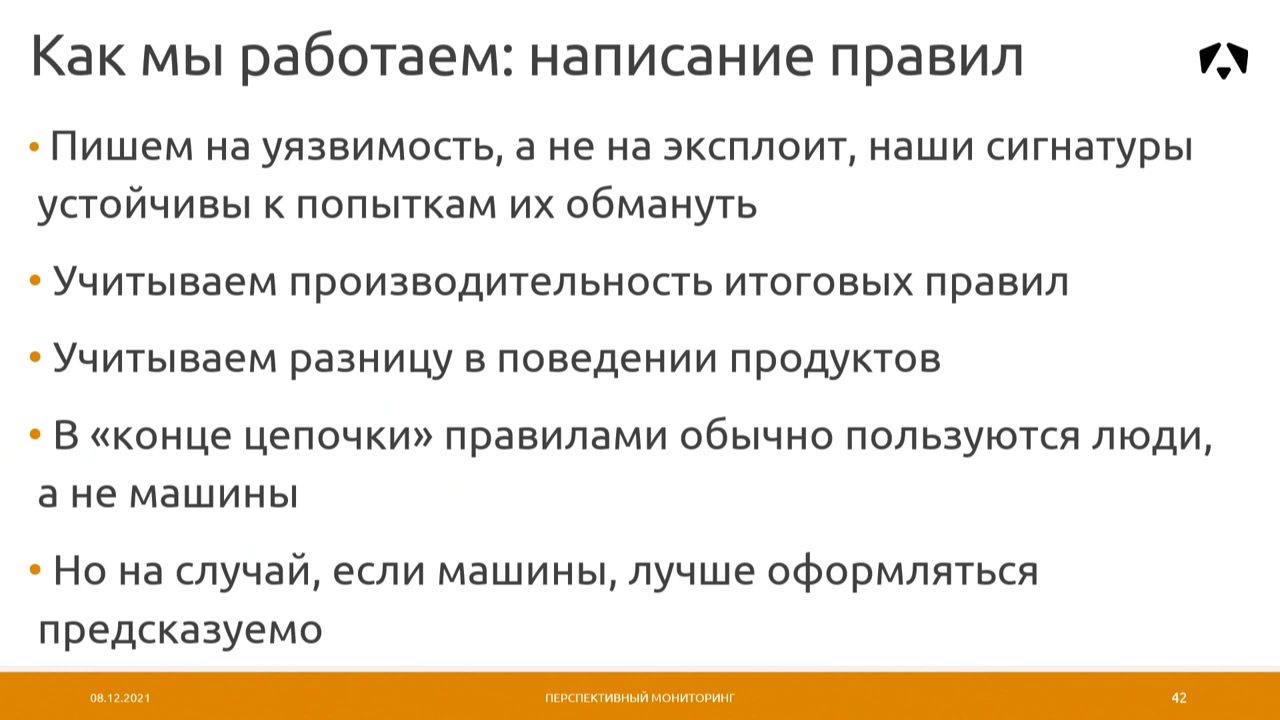 Как мы работаем: написание правил
• Пишем на уязвимость, а не на эксплоит, наши сигнатуры
устойчивы к попыткам их обмануть
• Учитываем производительность итоговых правил
• Учитываем разницу в поведении продуктов
• В «конце цепочки» правилами обычно пользуются люди,
а не машины
• Но на случай, если машины, лучше оформляться
предсказуемо
08.12.2021
ПЕРСПЕКТИВНЫЙ МОНИТОРИНГ
42